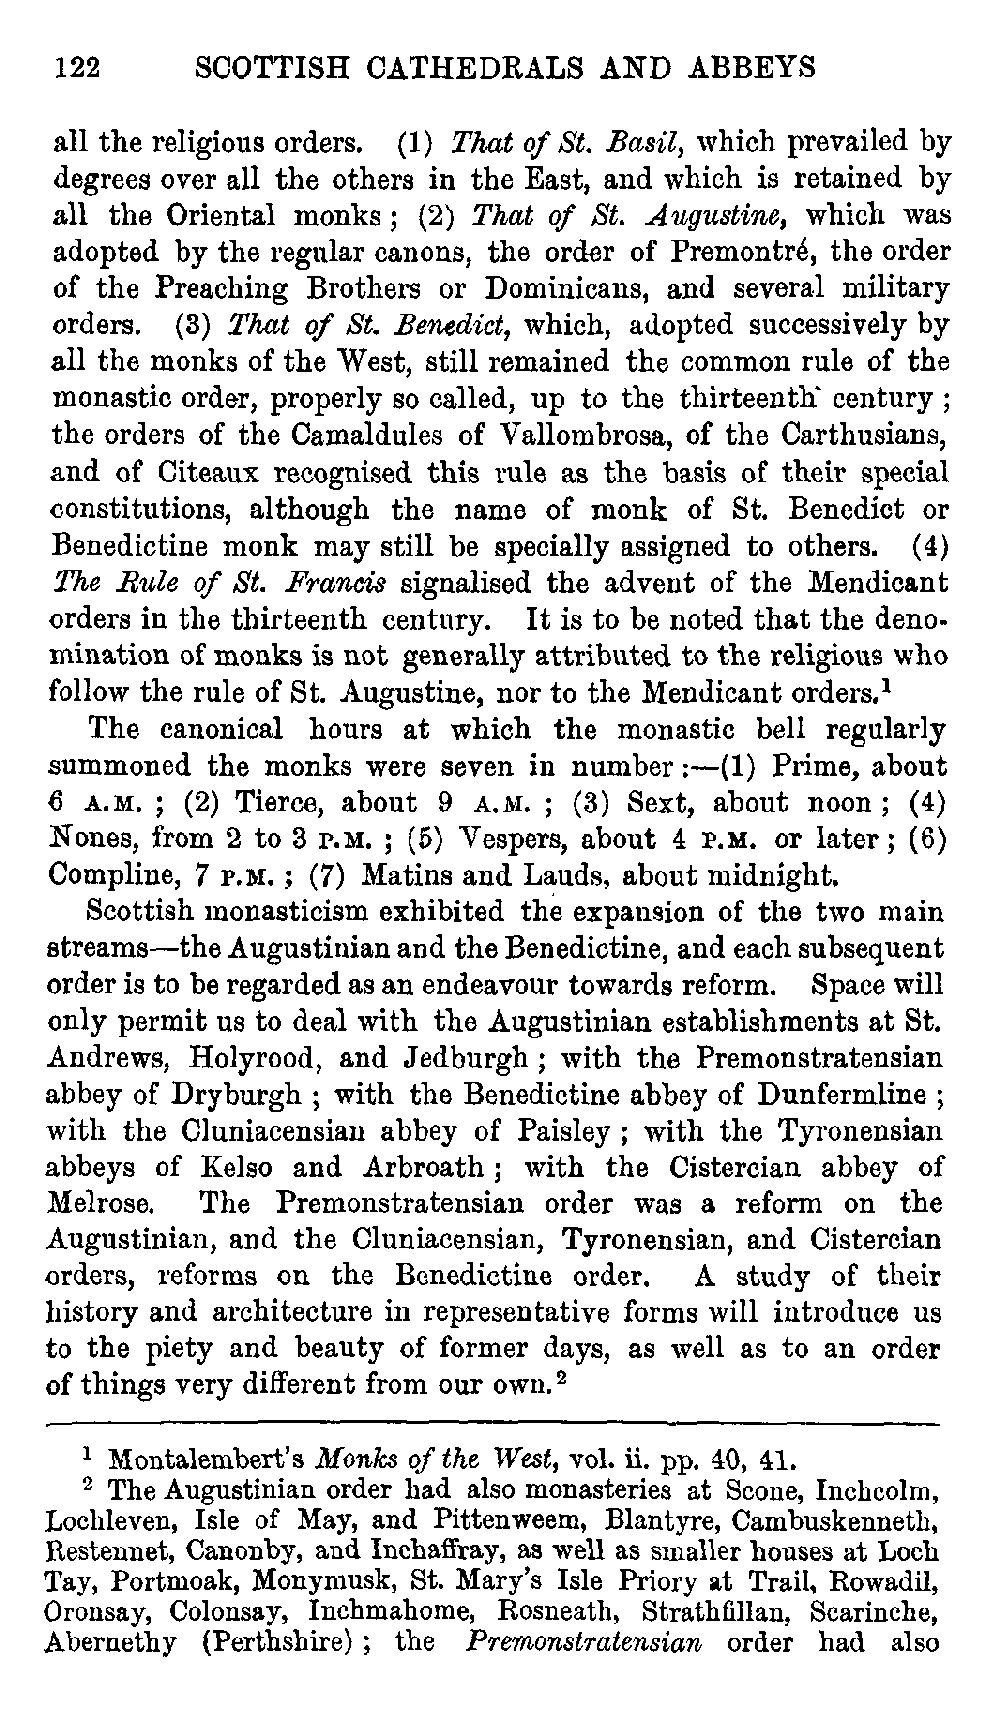 122 SCOTTISH CATHEDRALS AND ABBEYS
all the religious orders. (1) That of St. Basil, which prevailed by
degrees over all the others in the East, and which is retained by
all the Oriental monks ; (2) That of St. Augustine, which was
adopted by the regular canons, the order of Premontré, the order
of the Preaching Brothers or Dominicans, and several military
orders. (3) That of St. Benedict, which, adopted successively by
all the monks of the West, still remained the common rule of the
monastic order, properly so called, up to the thirteenth century ;
the orders of the Camaldules of Vallombrosa, of the Carthusians,
and of Citeaux recognised this rule as the basis of their special
constitutions, although the name of monk of St. Benedict or
Benedictine monk may still be specially assigned to others. (4)
The Rule of St. Francis signalised the advent of the Mendicant
orders in the thirteenth century. It is to be noted that the deno-
mination of monks is not generally attributed to the religious who
follow the rule of St. Augustine, nor to the Mendicant orders.¹
The canonical hours at which the monastic bell regularly
summoned the monks were seven in number :—(1) Prime, about
6 A.M. ; (2) Tierce, about 9 A.M. ; (3) Sext, about noon ; (4)
Nones, from 2 to 3 P.M. ; (5) Vespers, about 4 P.M. or later ; (6)
Compline, 7 P.M. ; (7) Matins and Lauds, about midnight.
Scottish monasticism exhibited the expansion of the two main
streams—the Augustinian and the Benedictine, and each subsequent
order is to be regarded as an endeavour towards reform. Space will
only permit us to deal with the Augustinian establishments at St.
Andrews, Holyrood, and Jedburgh ; with the Premonstratensian
abbey of Dryburgh ; with the Benedictine abbey of Dunfermline ;
with the Cluniacensian abbey of Paisley ; with the Tyronensian
abbeys of Kelso and Arbroath ; with the Cistercian abbey of
Melrose. The Premonstratensian order was a reform on the
Augustinian, and the Cluniacensian, Tyronensian, and Cistercian
orders, reforms on the Benedictine order. A study of their
history and architecture in representative forms will introduce us
to the piety and beauty of former days, as well as to an order
of things very different from our own.²
¹ Montalembert's Monks of the West, vol. ii. pp. 40, 41.
² The Augustinian order had also monasteries at Scone, Inchcolm,
Lochleven, Isle of May, and Pittenweem, Blantyre, Cambuskenneth,
Restennet, Canonby, and Inchaffray, as well as smaller houses at Loch
Tay, Portmoak, Monymusk, St. Mary's Isle Priory at Trail, Rowadil,
Oronsay, Colonsay, Inchmahome, Rosneath, Strathfillan, Scarinche,
Abernethy (Perthshire) ; the Premonstratensian order had also